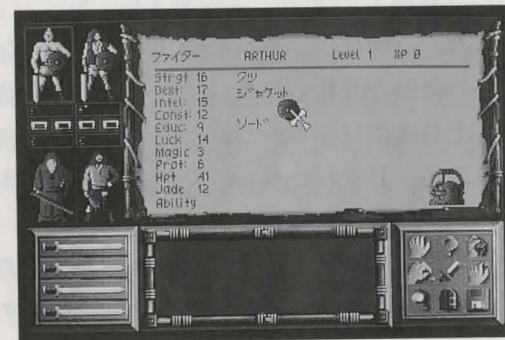 ファイター ARTHUR Level 1 XP 0
Strgt 16 クツ
Dext: 17 ジャケット
Intel: 15
Const: 12 ソード
Educ: 9
Luck 14
Magic 3
Prot: 6
Hpt 41
Jade 12
Ability